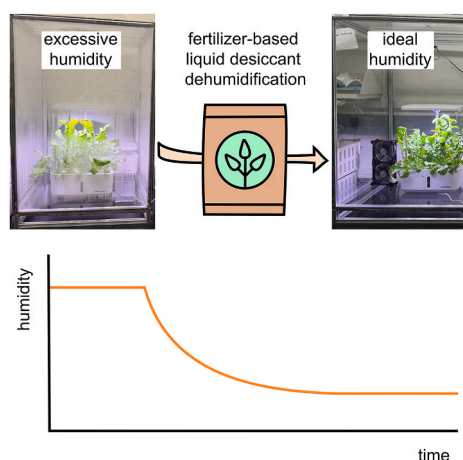 excessive
humidity
fertilizer-based
liquid desiccant
dehumidification
ideal
humidity
humidity
time